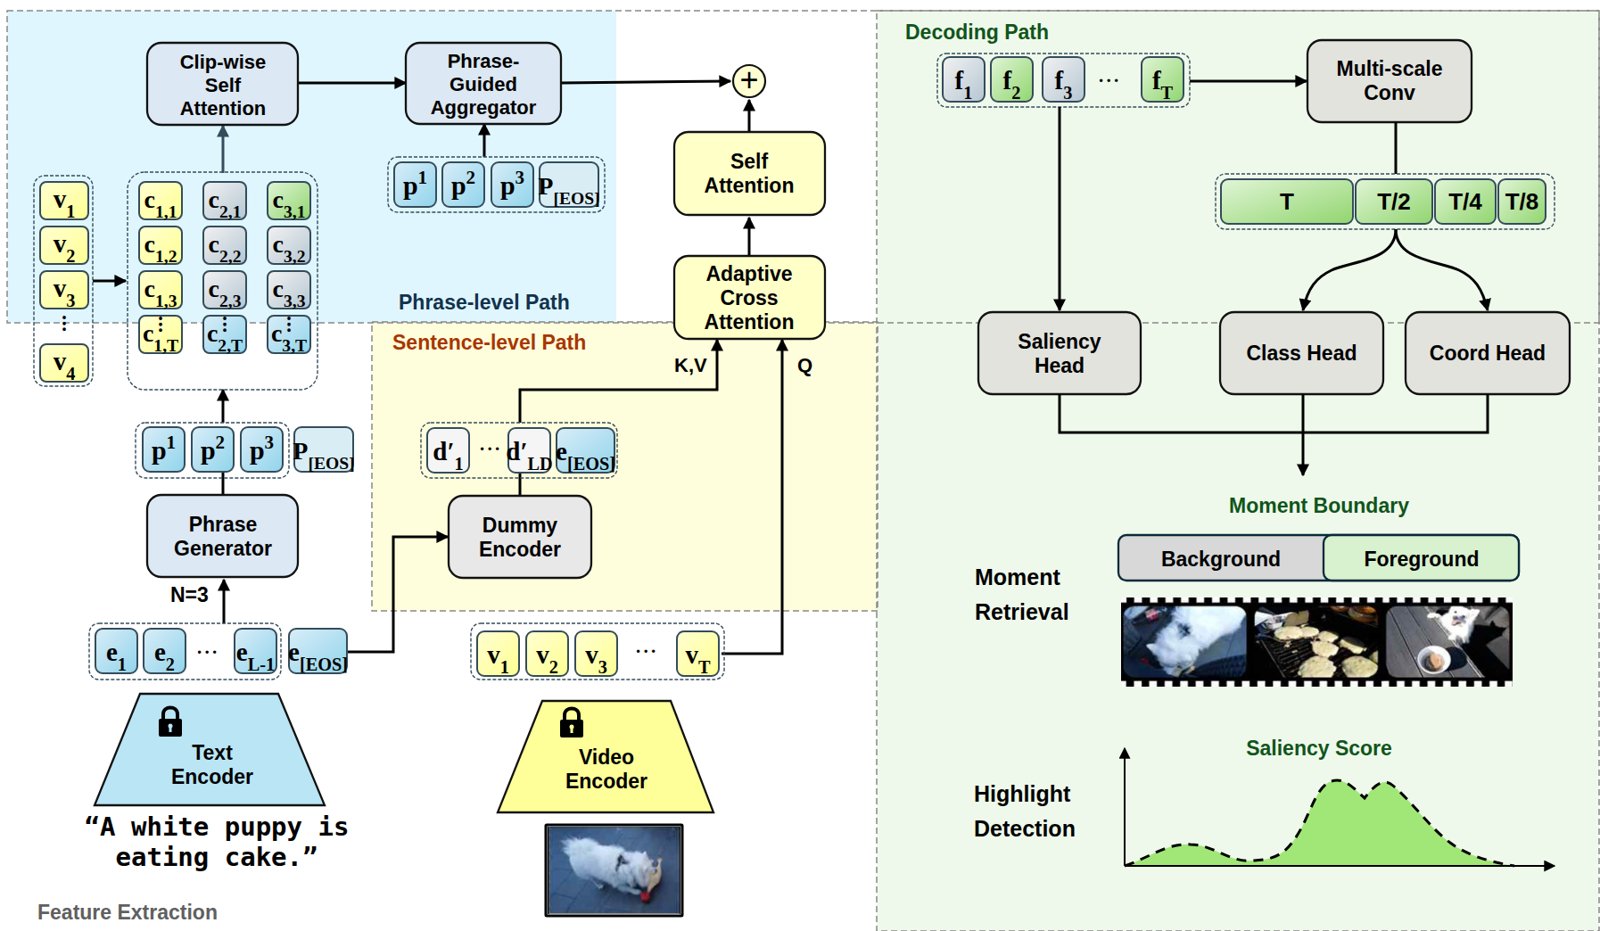 Decoding Path
Clip-wise
Self
Attention
Phrase-
Guided
Aggregator
+
f1 f2 f3 ... fT
Multi-scale
Conv
Self
Attention
p1 p2 p3 P[EOS]
T T/2 T/4 T/8
v1
v2
v3
⋮
v4
c1,1 c2,1 c3,1
c1,2 c2,2 c3,2
c1,3 c2,3 c3,3
⋮ ⋮ ⋮
c1,T c2,T c3,T
Phrase-level Path
Adaptive
Cross
Attention
Sentence-level Path
K,V Q
Saliency
Head
Class Head
Coord Head
p1 p2 p3 P[EOS]
d′1 ... d′LD e[EOS]
Phrase
Generator
Dummy
Encoder
N=3
e1 e2 ... eL-1 e[EOS]
v1 v2 v3 ... vT
Text
Encoder
Video
Encoder
“A white puppy is
eating cake.”
Feature Extraction
Moment Boundary
Background Foreground
Moment
Retrieval
Saliency Score
Highlight
Detection